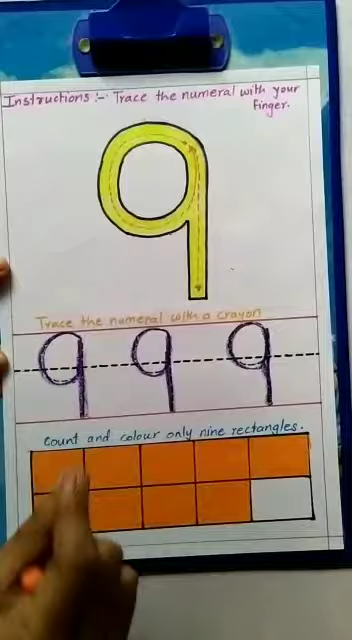 Instructions :- Trace the numeral with your
finger.
9
Trace the numeral with a crayon
9 9 9
Count and colour only nine rectangles.